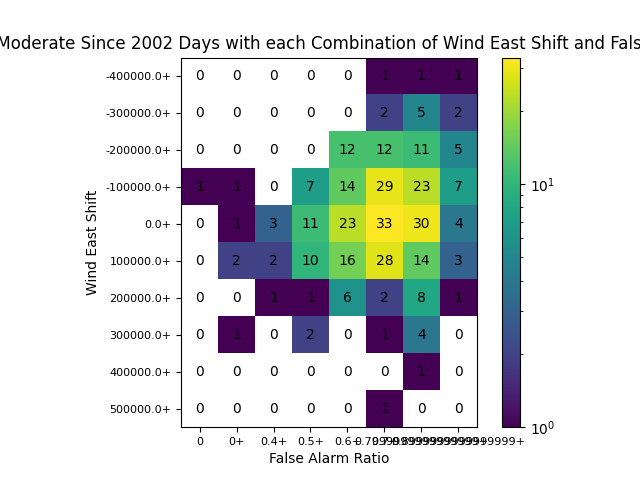 Moderate Since 2002 Days with each Combination of Wind East Shift and Fals
-400000.0+ 0 0 0 0 0 1 1 1
-300000.0+ 0 0 0 0 0 2 5 2
-200000.0+ 0 0 0 0 12 12 11 5
-100000.0+ 1 1 0 7 14 29 23 7
0.0+ 0 1 3 11 23 33 30 4
100000.0+ 0 2 2 10 16 28 14 3
200000.0+ 0 0 1 1 6 2 8 1
300000.0+ 0 1 0 2 0 1 4 0
400000.0+ 0 0 0 0 0 0 1 0
500000.0+ 0 0 0 0 0 1 0 0
0 0+ 0.4+ 0.5+ 0.6+
False Alarm Ratio
Wind East Shift
10¹
10⁰